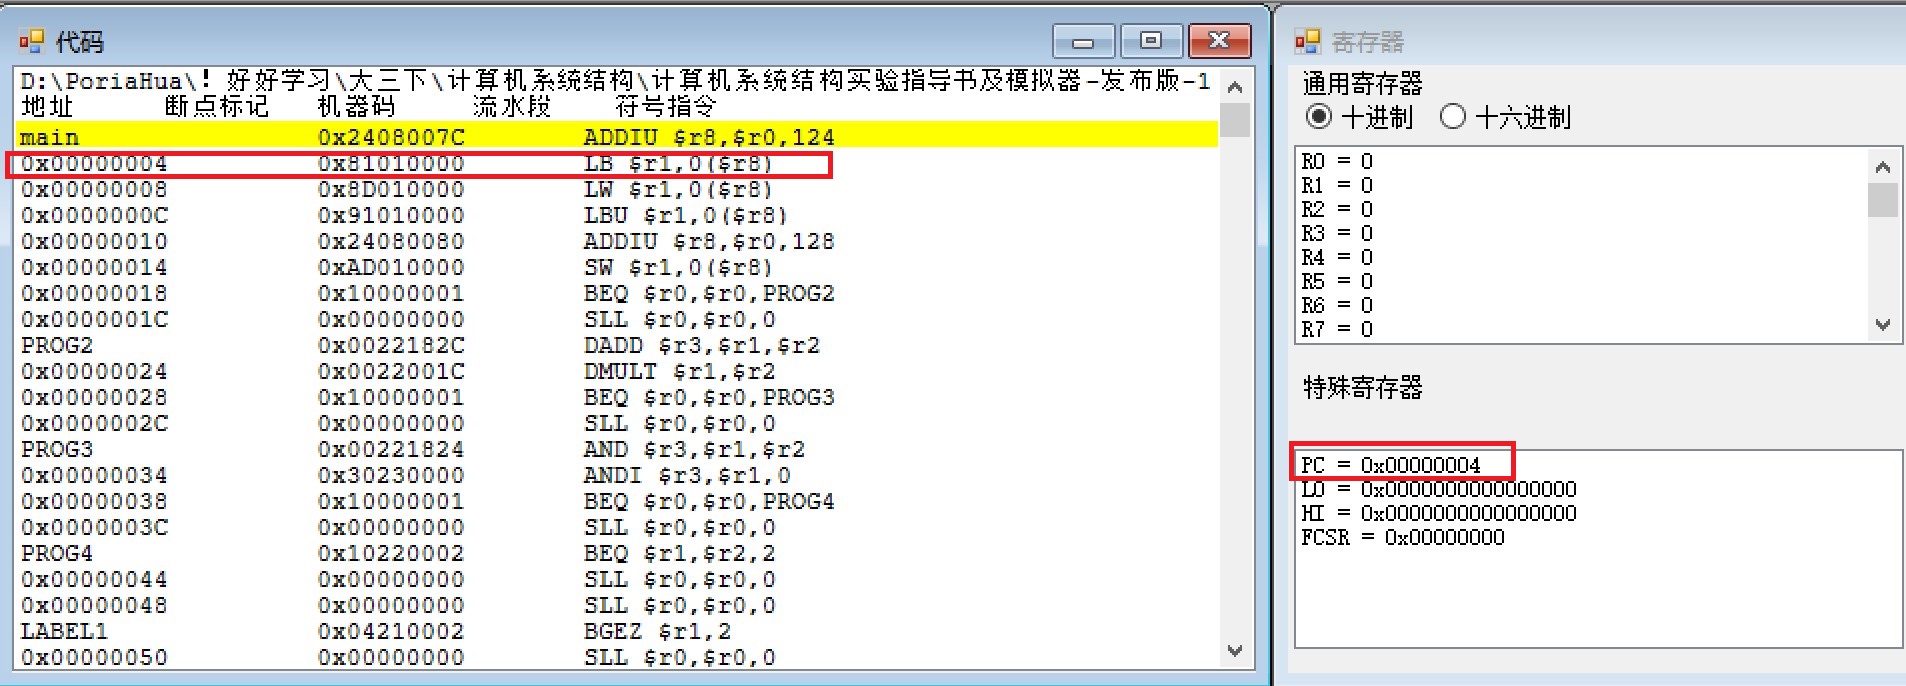 代码
D:\PoriaHua\! 好好学习\大三下\计算机系统结构\计算机系统结构实验指导书及模拟器-发布版-1
地址 断点标记 机器码 流水段 符号指令
main 0x2408007C ADDIU $r8,$r0,124
0x00000004 0x81010000 LB $r1,0($r8)
0x00000008 0x8D010000 LW $r1,0($r8)
0x0000000C 0x91010000 LBU $r1,0($r8)
0x00000010 0x24080080 ADDIU $r8,$r0,128
0x00000014 0xAD010000 SW $r1,0($r8)
0x00000018 0x10000001 BEQ $r0,$r0,PROG2
0x0000001C 0x00000000 SLL $r0,$r0,0
PROG2 0x0022182C DADD $r3,$r1,$r2
0x00000024 0x0022001C DMULT $r1,$r2
0x00000028 0x10000001 BEQ $r0,$r0,PROG3
0x0000002C 0x00000000 SLL $r0,$r0,0
PROG3 0x00221824 AND $r3,$r1,$r2
0x00000034 0x30230000 ANDI $r3,$r1,0
0x00000038 0x10000001 BEQ $r0,$r0,PROG4
0x0000003C 0x00000000 SLL $r0,$r0,0
PROG4 0x10220002 BEQ $r1,$r2,2
0x00000044 0x00000000 SLL $r0,$r0,0
0x00000048 0x00000000 SLL $r0,$r0,0
LABEL1 0x04210002 BGEZ $r1,2
0x00000050 0x00000000 SLL $r0,$r0,0
寄存器
通用寄存器
十进制 十六进制
R0 = 0
R1 = 0
R2 = 0
R3 = 0
R4 = 0
R5 = 0
R6 = 0
R7 = 0
特殊寄存器
PC = 0x00000004
LO = 0x0000000000000000
HI = 0x0000000000000000
FCSR = 0x00000000